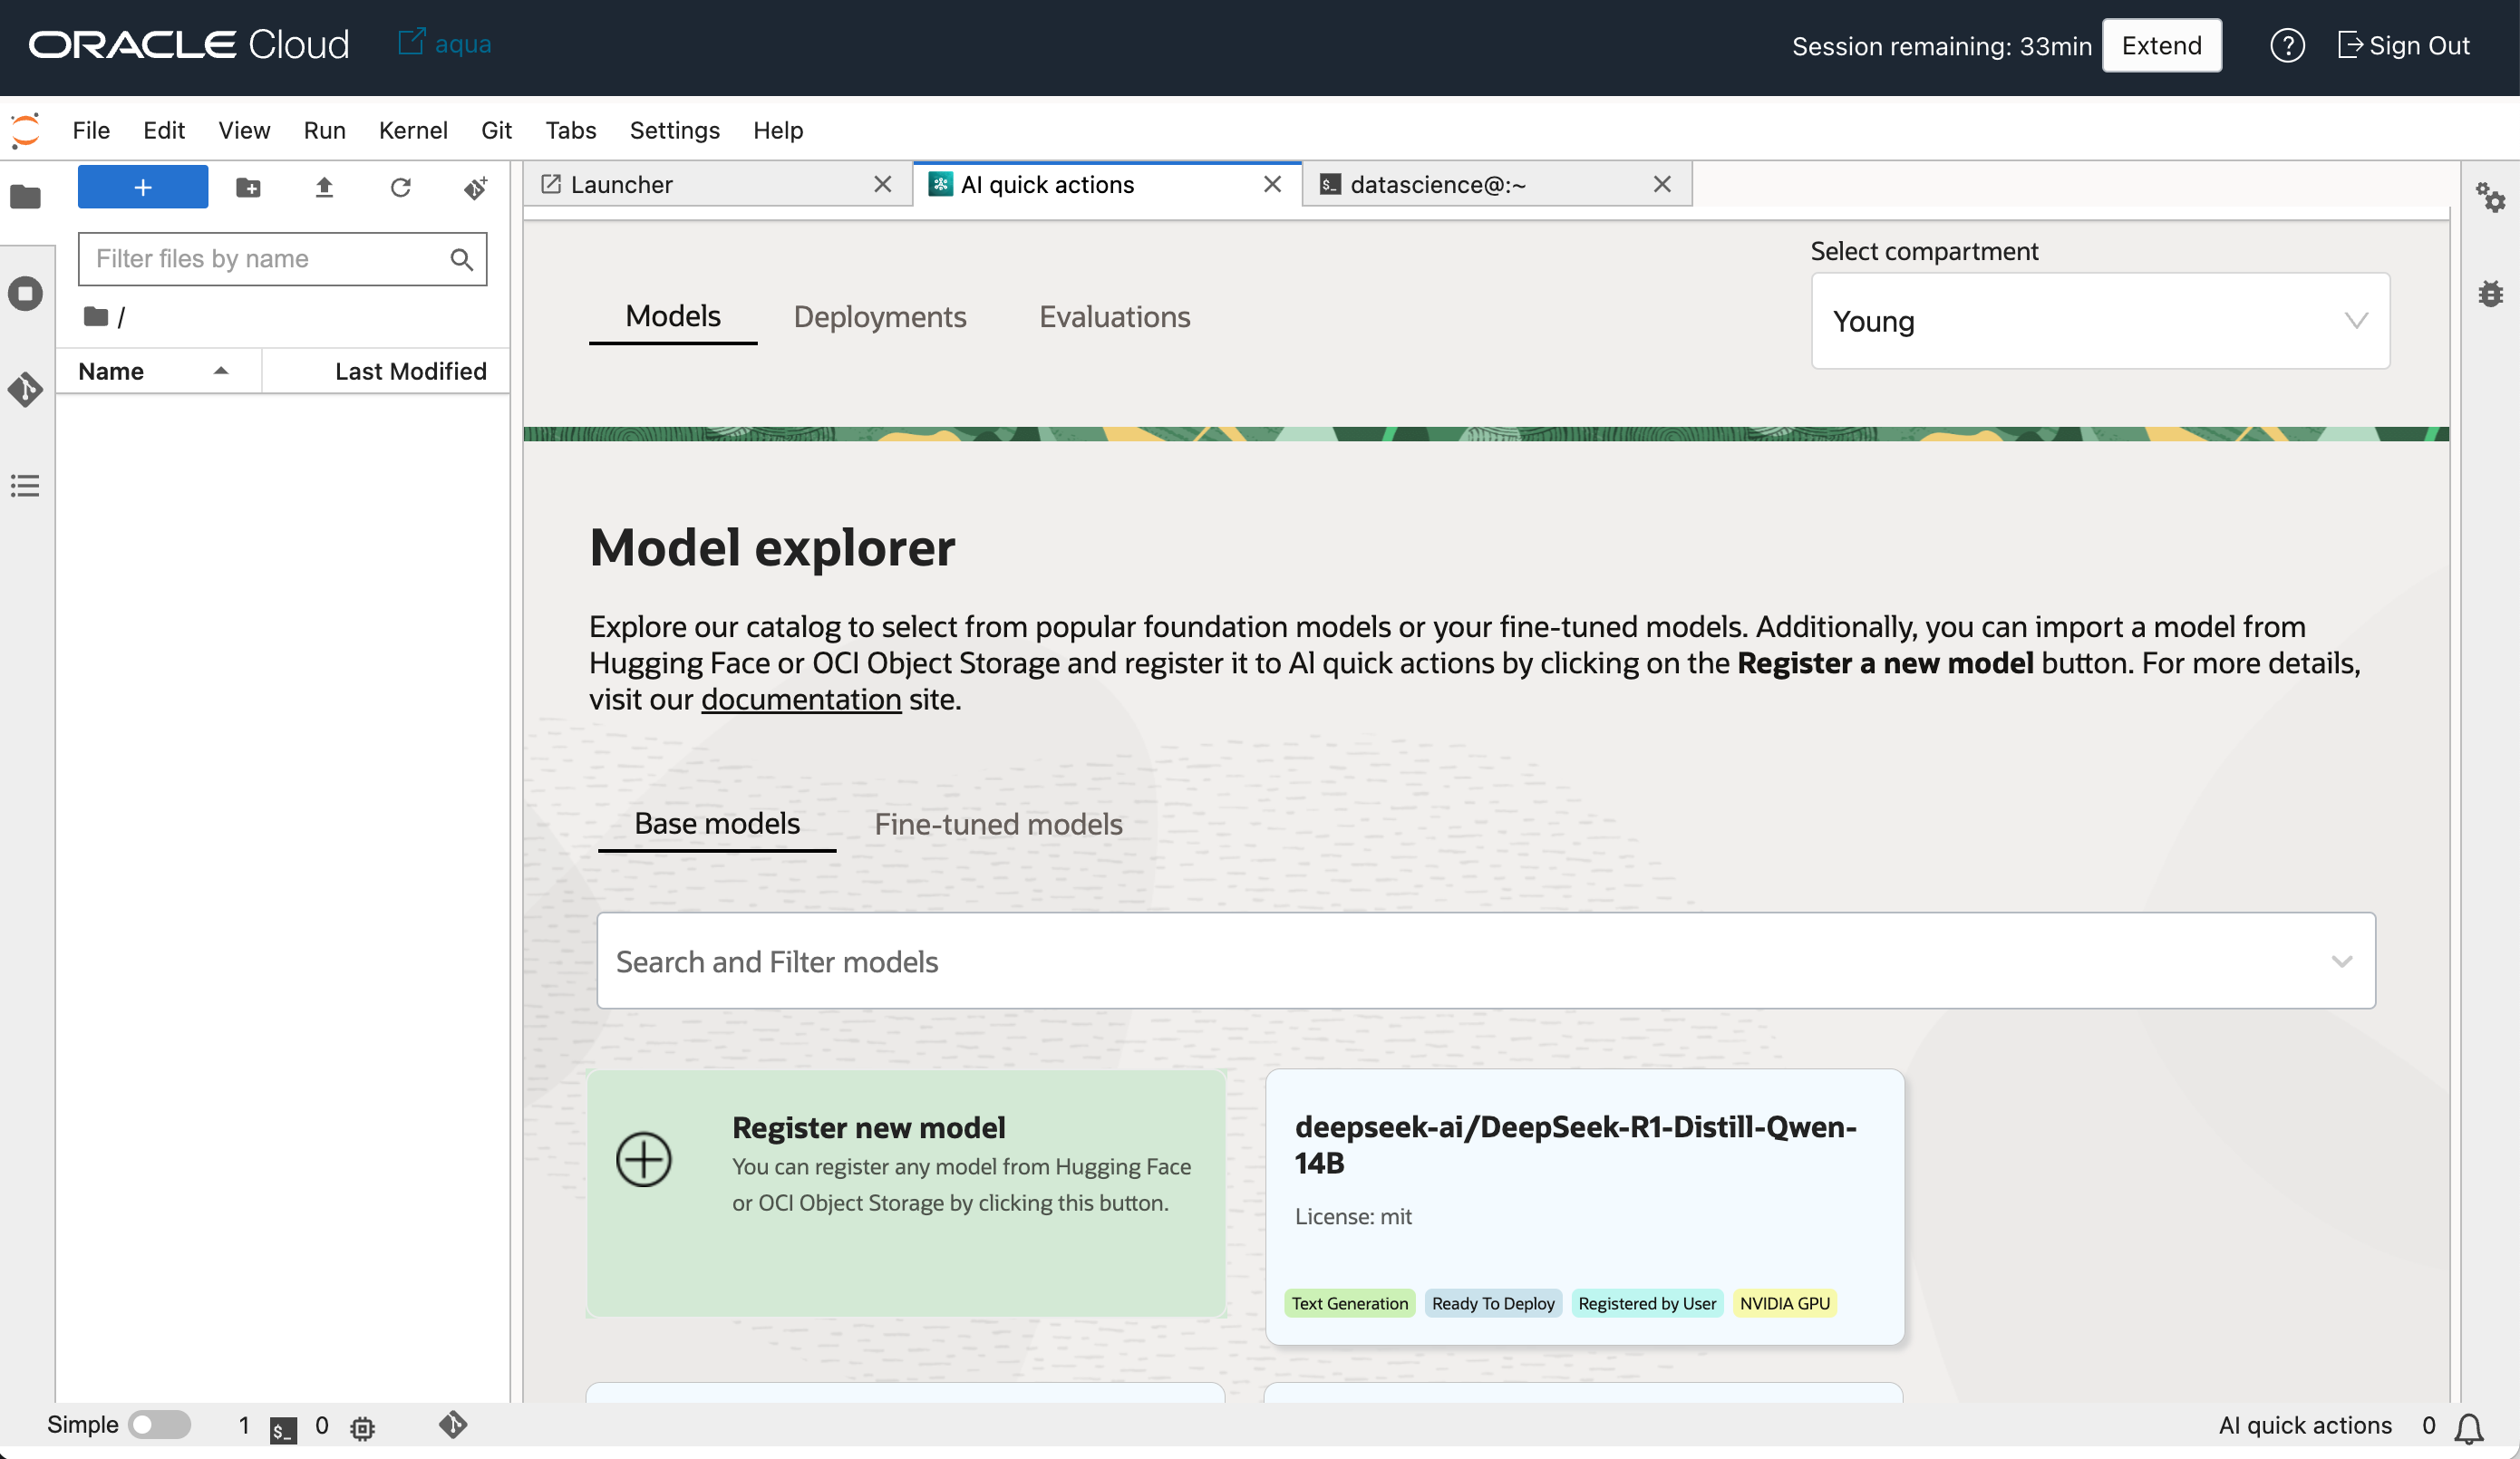 ORACLE Cloud
aqua
Session remaining: 33min
Extend
?
Sign Out
File Edit View Run Kernel Git Tabs Settings Help
+
Launcher
AI quick actions
$_ datascience@:~
Filter files by name
/
Name
Last Modified
Select compartment
Young
Models
Deployments
Evaluations
Model explorer
Explore our catalog to select from popular foundation models or your fine-tuned models. Additionally, you can import a model from
Hugging Face or OCI Object Storage and register it to AI quick actions by clicking on the Register a new model button. For more details,
visit our documentation site.
Base models
Fine-tuned models
Search and Filter models
Register new model
You can register any model from Hugging Face
or OCI Object Storage by clicking this button.
deepseek-ai/DeepSeek-R1-Distill-Qwen-
14B
License: mit
Text Generation
Ready To Deploy
Registered by User
NVIDIA GPU
Simple
1 $_ 0
AI quick actions 0